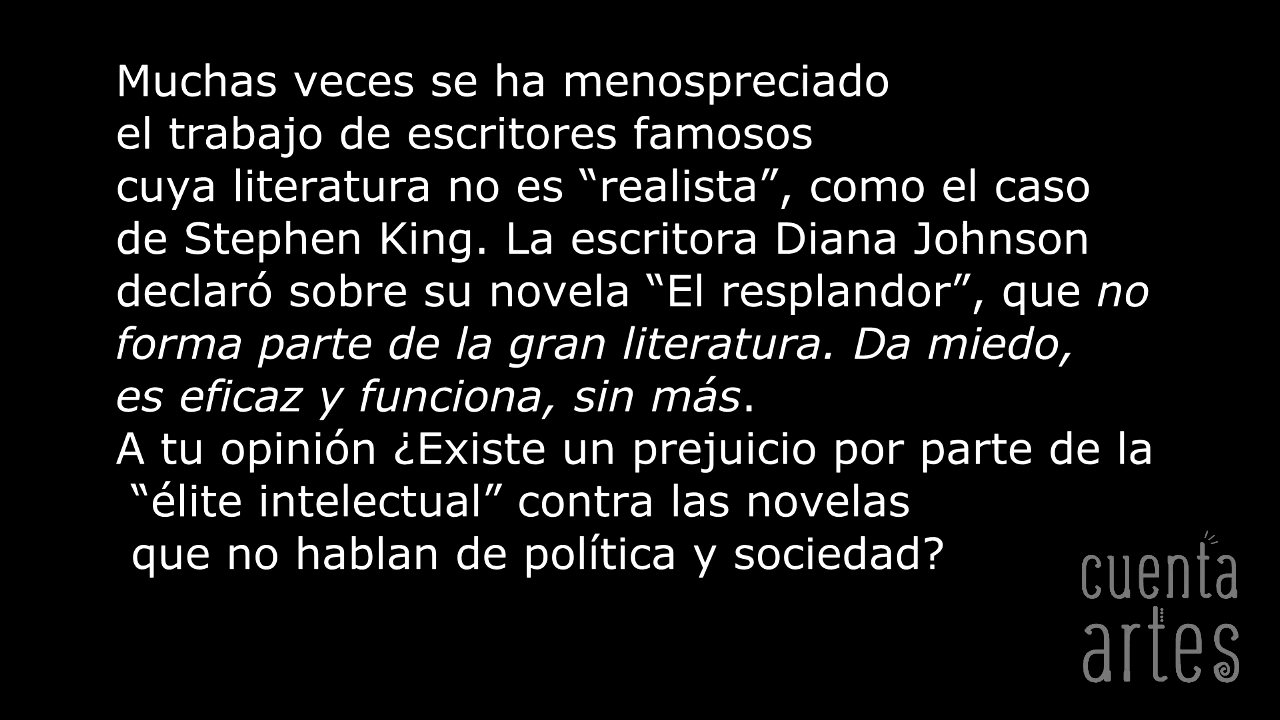 Muchas veces se ha menospreciado
el trabajo de escritores famosos
cuya literatura no es “realista”, como el caso
de Stephen King. La escritora Diana Johnson
declaró sobre su novela “El resplandor”, que no
forma parte de la gran literatura. Da miedo,
es eficaz y funciona, sin más.
A tu opinión ¿Existe un prejuicio por parte de la
“élite intelectual” contra las novelas
que no hablan de política y sociedad?
cuenta
artes